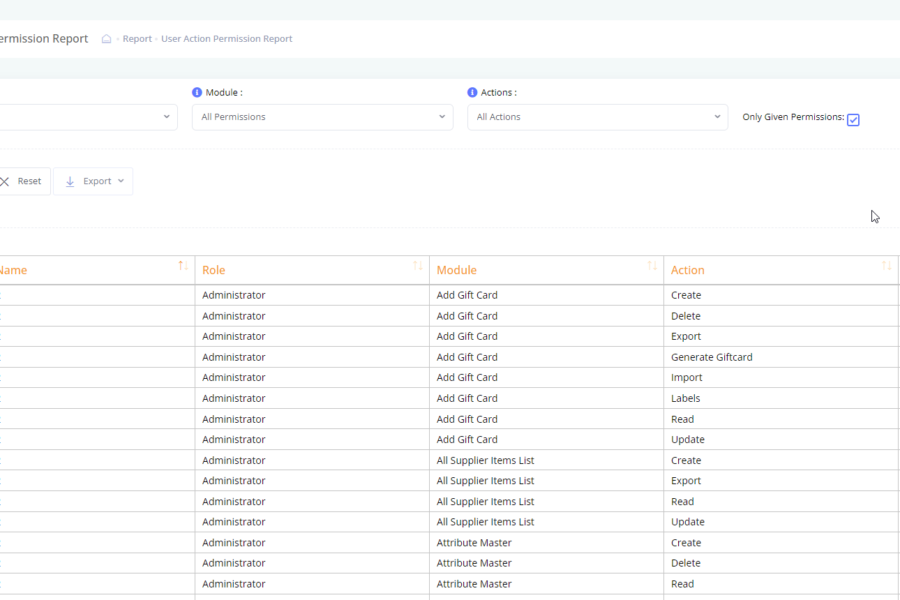 Permission Report Report - User Action Permission Report
Module :
Actions :
All Permissions
All Actions
Only Given Permissions:
Reset
Export
Name Role Module Action
Administrator Add Gift Card Create
Administrator Add Gift Card Delete
Administrator Add Gift Card Export
Administrator Add Gift Card Generate Giftcard
Administrator Add Gift Card Import
Administrator Add Gift Card Labels
Administrator Add Gift Card Read
Administrator Add Gift Card Update
Administrator All Supplier Items List Create
Administrator All Supplier Items List Export
Administrator All Supplier Items List Read
Administrator All Supplier Items List Update
Administrator Attribute Master Create
Administrator Attribute Master Delete
Administrator Attribute Master Read